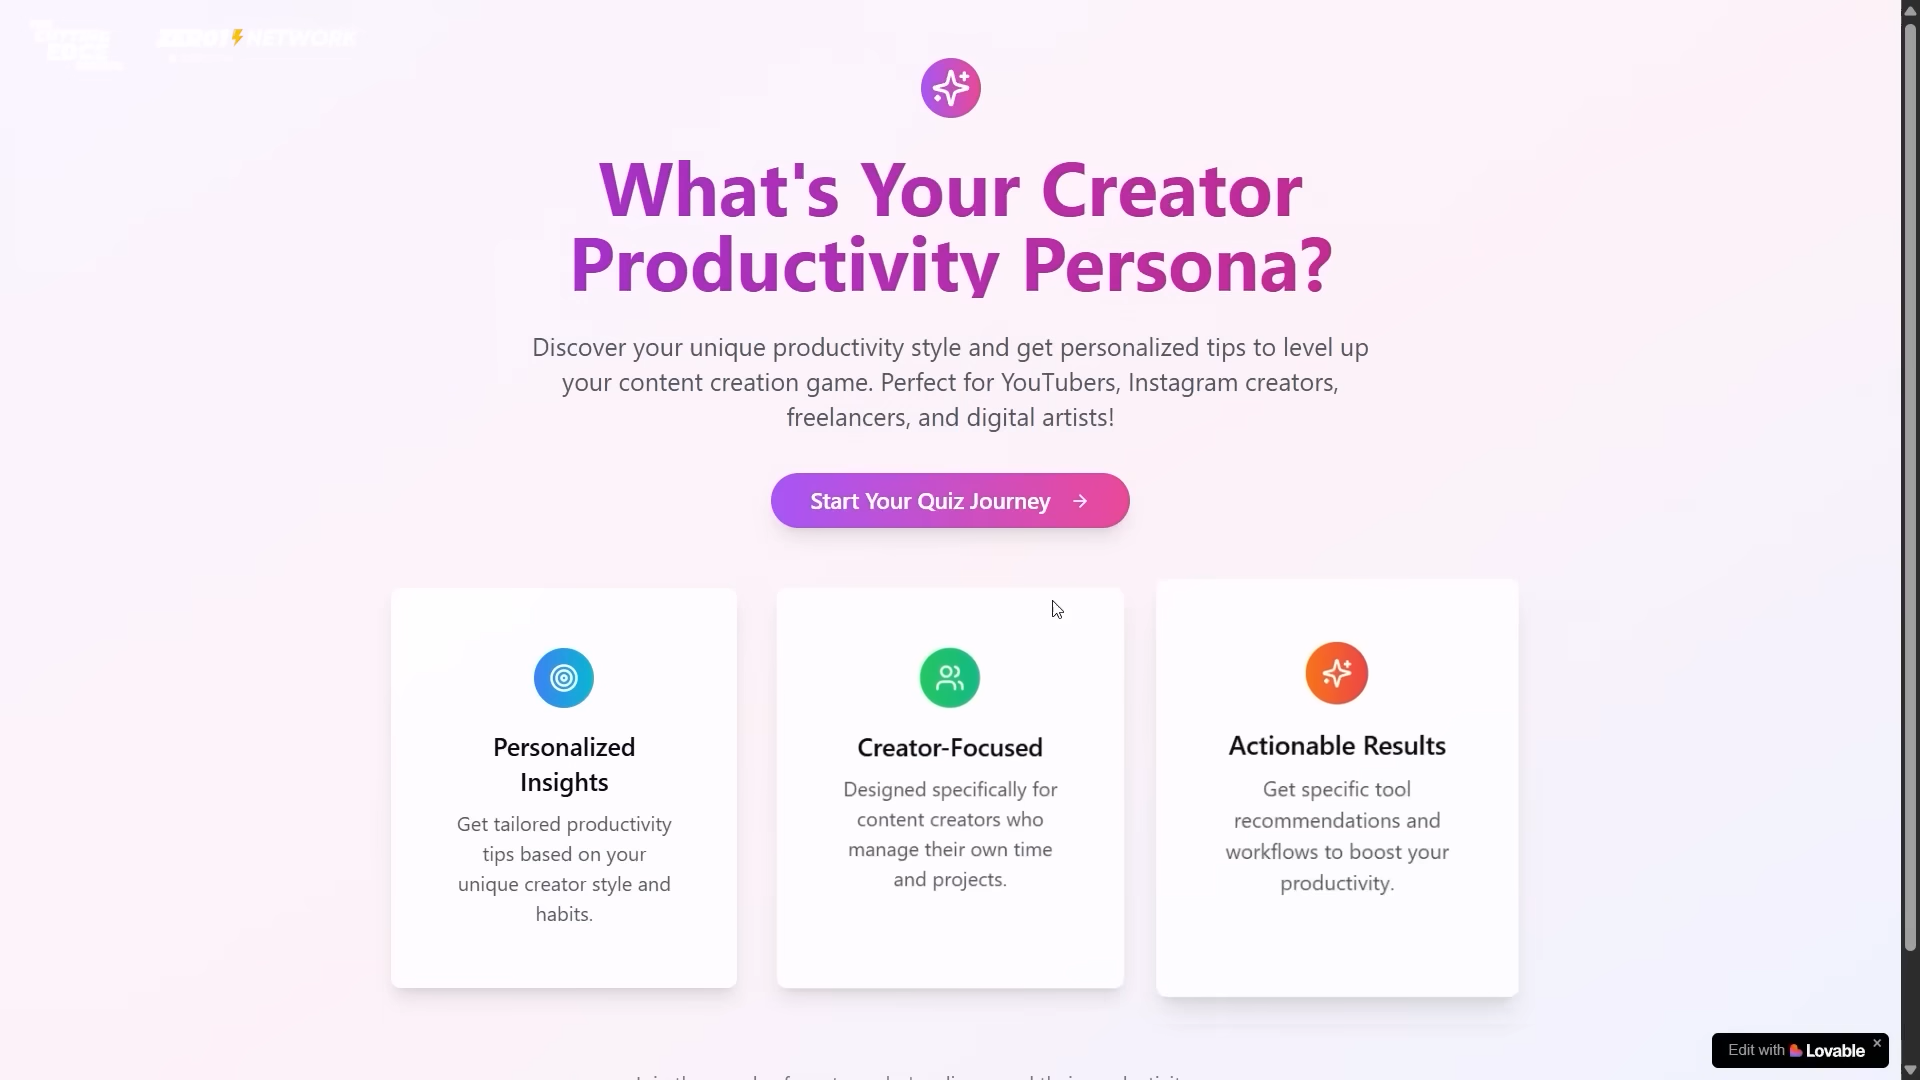 ZERO1 NETWORK
What's Your Creator
Productivity Persona?
Discover your unique productivity style and get personalized tips to level up
your content creation game. Perfect for YouTubers, Instagram creators,
freelancers, and digital artists!
Start Your Quiz Journey
Personalized
Insights
Get tailored productivity
tips based on your
unique creator style and
habits.
Creator-Focused
Designed specifically for
content creators who
manage their own time
and projects.
Actionable Results
Get specific tool
recommendations and
workflows to boost your
productivity.
Edit with Lovable